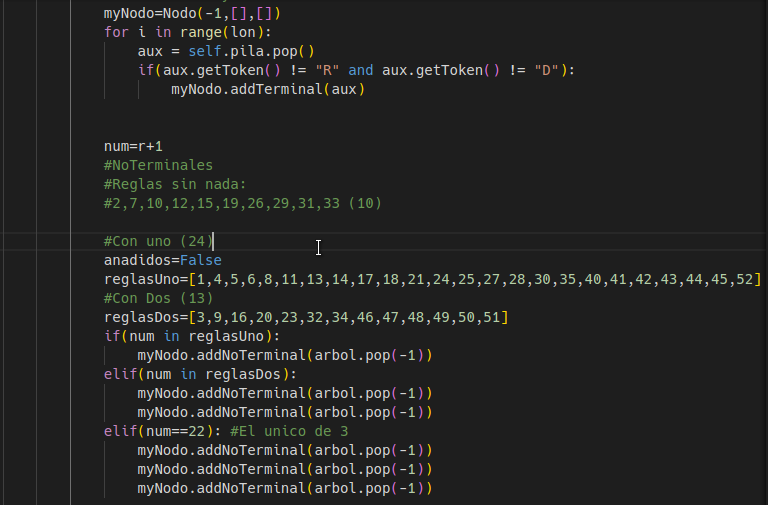 myNodo=Nodo(-1,[],[])
for i in range(lon):
aux = self.pila.pop()
if(aux.getToken() != "R" and aux.getToken() != "D"):
myNodo.addTerminal(aux)
num=r+1
#NoTerminales
#Reglas sin nada:
#2,7,10,12,15,19,26,29,31,33 (10)
#Con uno (24)
anadidos=False
reglasUno=[1,4,5,6,8,11,13,14,17,18,21,24,25,27,28,30,35,40,41,42,43,44,45,52]
#Con Dos (13)
reglasDos=[3,9,16,20,23,32,34,46,47,48,49,50,51]
if(num in reglasUno):
myNodo.addNoTerminal(arbol.pop(-1))
elif(num in reglasDos):
myNodo.addNoTerminal(arbol.pop(-1))
myNodo.addNoTerminal(arbol.pop(-1))
elif(num==22): #El unico de 3
myNodo.addNoTerminal(arbol.pop(-1))
myNodo.addNoTerminal(arbol.pop(-1))
myNodo.addNoTerminal(arbol.pop(-1))